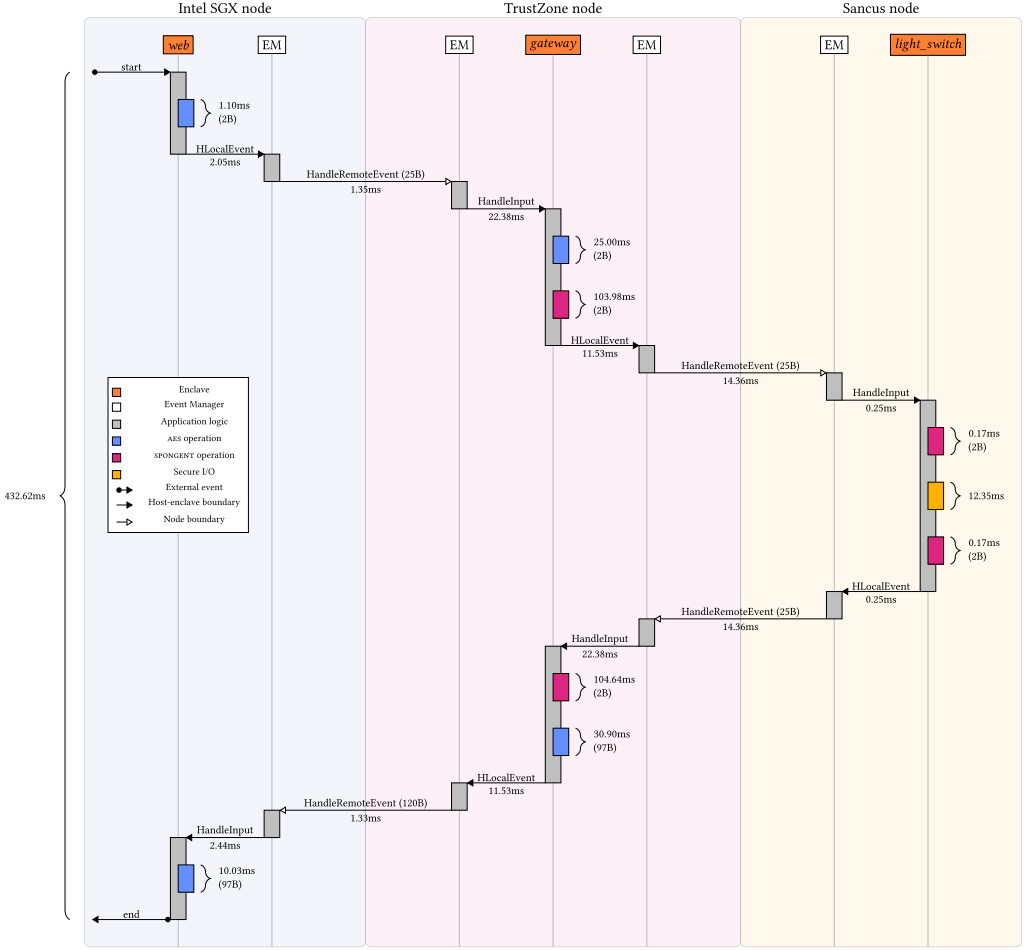 Intel SGX node
TrustZone node
Sancus node
web
EM
EM
gateway
EM
EM
light_switch
start
1.10ms
(2B)
HLocalEvent
2.05ms
HandleRemoteEvent (25B)
1.35ms
HandleInput
22.38ms
25.00ms
(2B)
103.98ms
(2B)
HLocalEvent
11.53ms
HandleRemoteEvent (25B)
14.36ms
HandleInput
0.25ms
Enclave
Event Manager
Application logic
AES operation
SPONGENT operation
Secure I/O
External event
Host-enclave boundary
Node boundary
432.62ms
0.17ms
(2B)
12.35ms
0.17ms
(2B)
HLocalEvent
0.25ms
HandleRemoteEvent (25B)
14.36ms
HandleInput
22.38ms
104.64ms
(2B)
30.90ms
(97B)
HLocalEvent
11.53ms
HandleRemoteEvent (120B)
1.33ms
HandleInput
2.44ms
10.03ms
(97B)
end